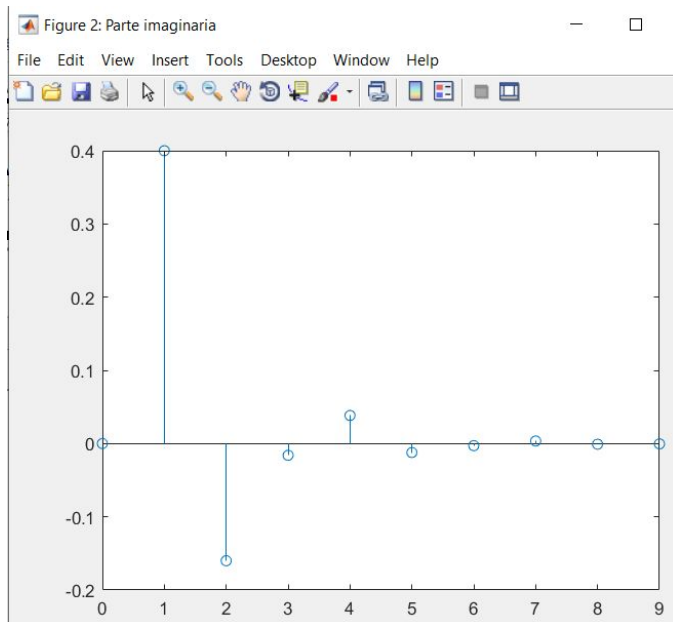 Figure 2: Parte imaginaria
File Edit View Insert Tools Desktop Window Help
0.4
0.3
0.2
0.1
0
-0.1
-0.2
0 1 2 3 4 5 6 7 8 9